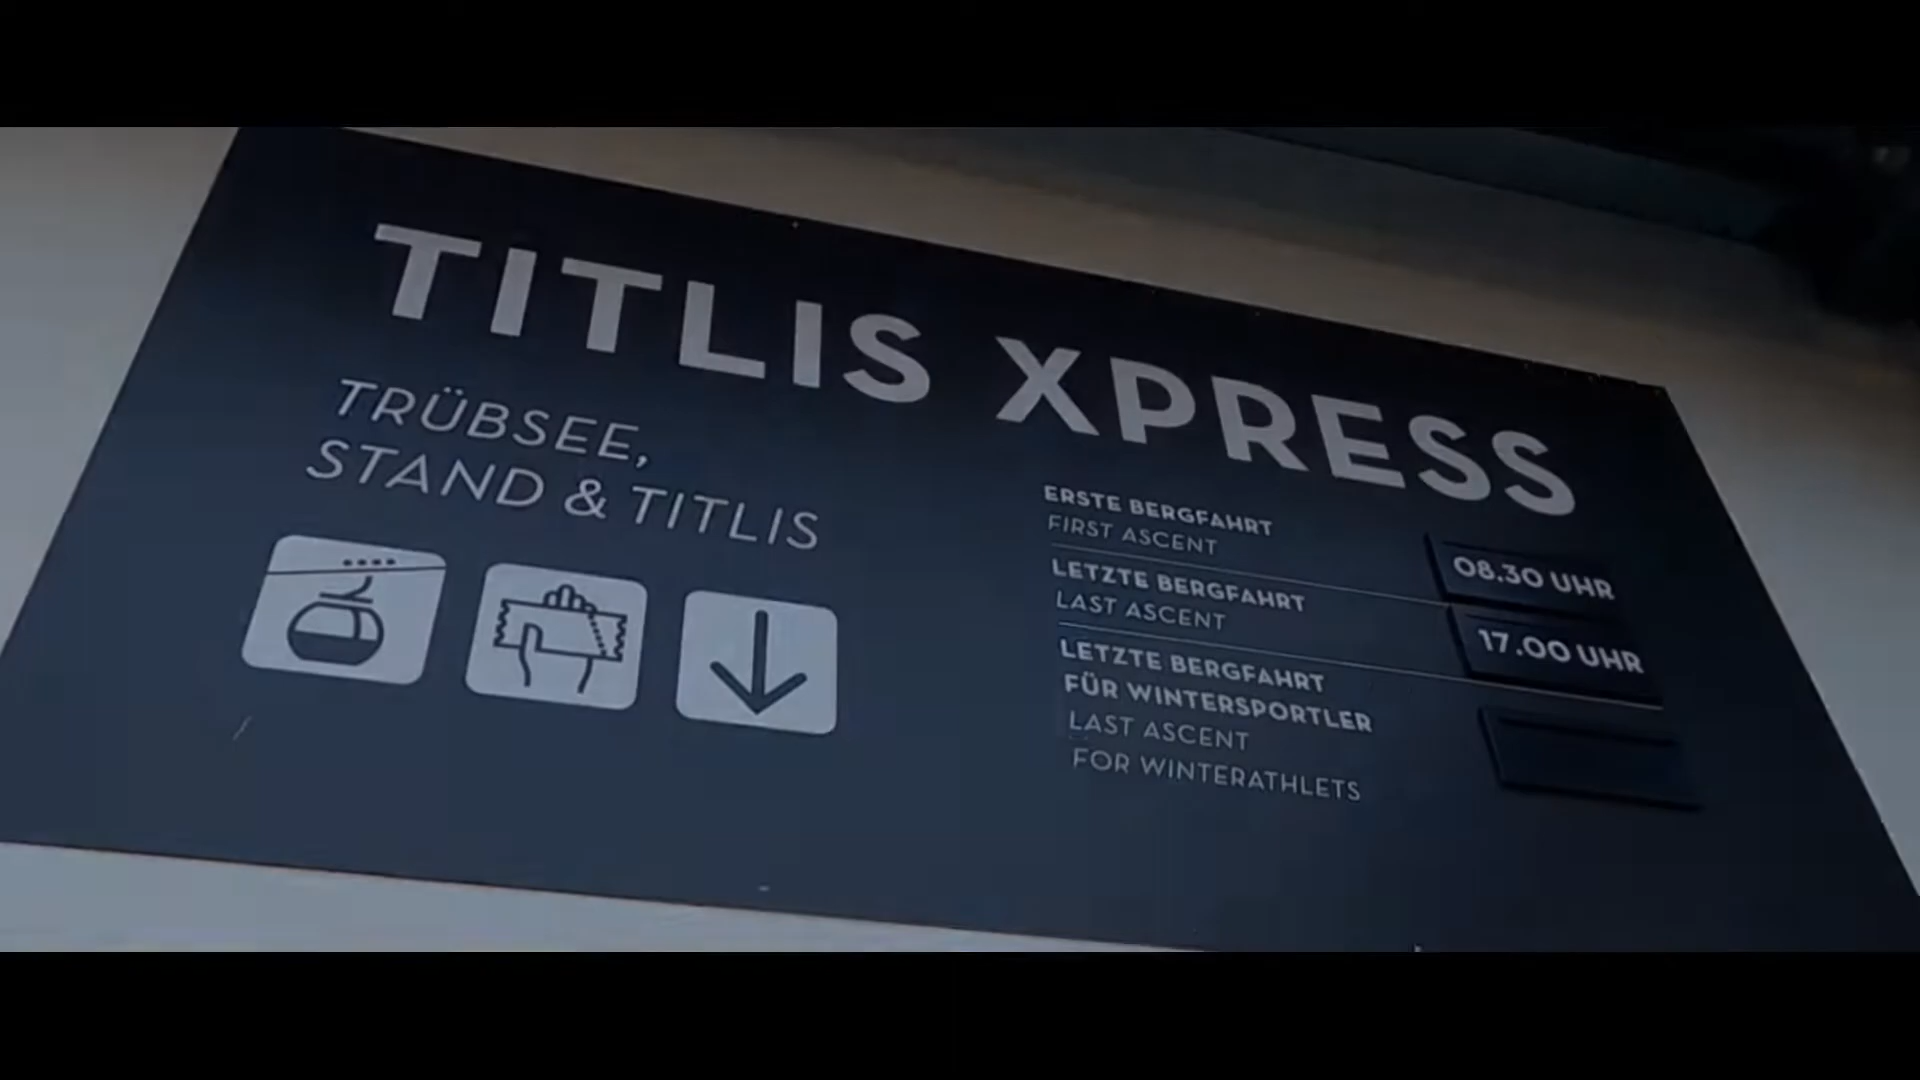 TITLIS XPRESS
TRÜBSEE,
STAND & TITLIS
ERSTE BERGFAHRT
FIRST ASCENT
08.30 UHR
LETZTE BERGFAHRT
LAST ASCENT
17.00 UHR
LETZTE BERGFAHRT
FÜR WINTERSPORTLER
LAST ASCENT
FOR WINTERATHLETS